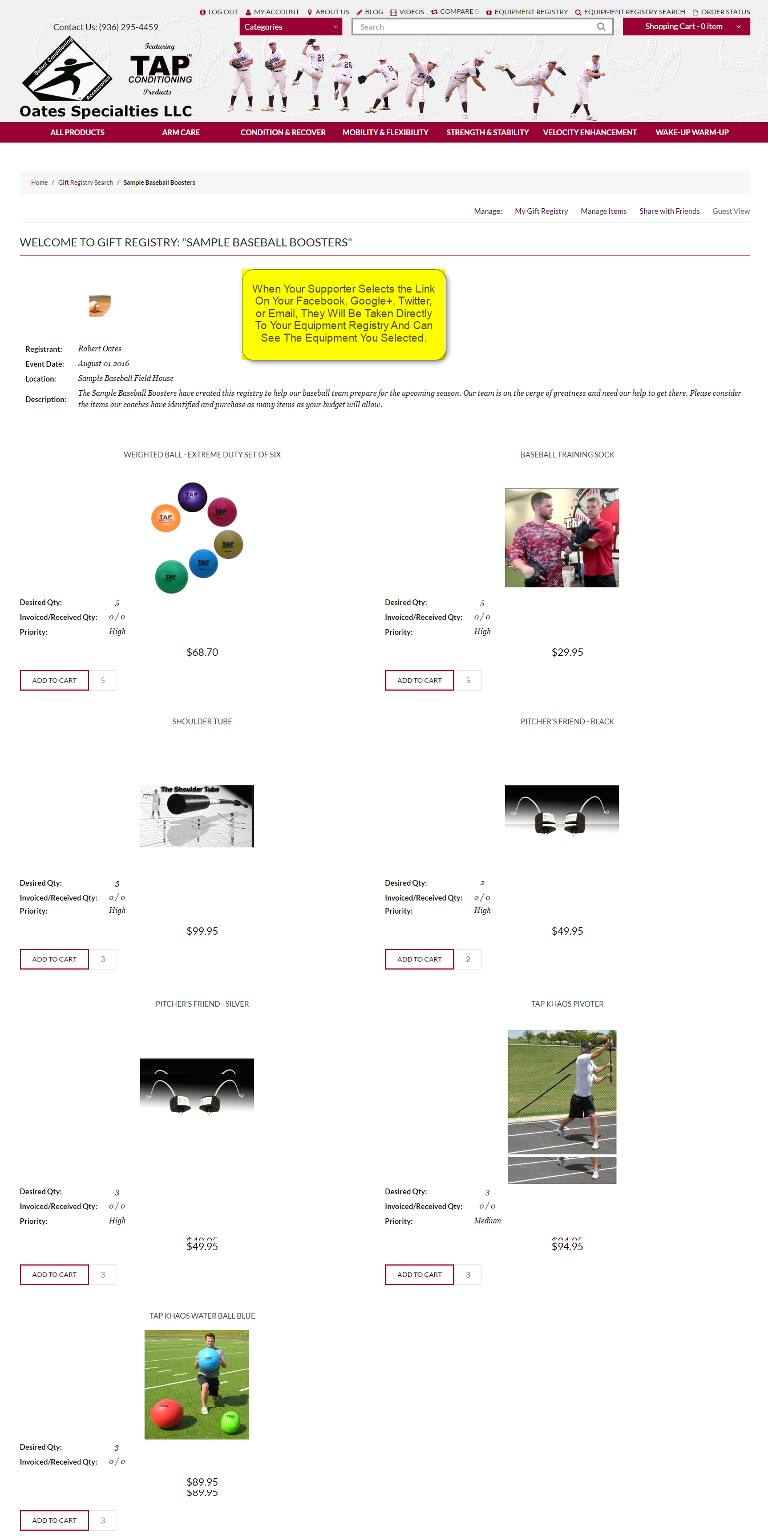 LOG OUT MY ACCOUNT ABOUT US BLOG VIDEOS COMPARE 0 EQUIPMENT REGISTRY EQUIPMENT REGISTRY SEARCH ORDER STATUS
Contact Us: (936) 295-4459
Categories
Search
Shopping Cart - 0 item
Select Conditioning
Accessories
Featuring
TAP™
CONDITIONING
Products
Oates Specialties LLC
ALL PRODUCTS ARM CARE CONDITION & RECOVER MOBILITY & FLEXIBILITY STRENGTH & STABILITY VELOCITY ENHANCEMENT WAKE-UP WARM-UP
Home / Gift Registry Search / Sample Baseball Boosters
Manage: My Gift Registry Manage Items Share with Friends Guest View
WELCOME TO GIFT REGISTRY: "SAMPLE BASEBALL BOOSTERS"
When Your Supporter Selects the Link
On Your Facebook, Google+, Twitter,
or Email, They Will Be Taken Directly
To Your Equipment Registry And Can
See The Equipment You Selected.
Registrant: Robert Oates
Event Date: August 01 2016
Location: Sample Baseball Field House
Description: The Sample Baseball Boosters have created this registry to help our baseball team prepare for the upcoming season. Our team is on the verge of greatness and need our help to get there. Please consider
the items our coaches have identified and purchase as many items as your budget will allow.
WEIGHTED BALL - EXTREME DUTY SET OF SIX
TAP
TAP
TAP
TAP
TAP
TAP
Desired Qty: 5
Invoiced/Received Qty: 0 / 0
Priority: High
$68.70
ADD TO CART 5
BASEBALL TRAINING SOCK
Desired Qty: 5
Invoiced/Received Qty: 0 / 0
Priority: High
$29.95
ADD TO CART 5
SHOULDER TUBE
The Shoulder Tube
Desired Qty: 3
Invoiced/Received Qty: 0 / 0
Priority: High
$99.95
ADD TO CART 3
PITCHER'S FRIEND - BLACK
Desired Qty: 2
Invoiced/Received Qty: 0 / 0
Priority: High
$49.95
ADD TO CART 2
PITCHER'S FRIEND - SILVER
Desired Qty: 3
Invoiced/Received Qty: 0 / 0
Priority: High
$49.95
ADD TO CART 3
TAP KHAOS PIVOTER
Desired Qty: 3
Invoiced/Received Qty: 0 / 0
Priority: Medium
$94.95
ADD TO CART 3
TAP KHAOS WATER BALL BLUE
TAP
TAP
Desired Qty: 3
Invoiced/Received Qty: 0 / 0
$89.95
$89.95
ADD TO CART 3